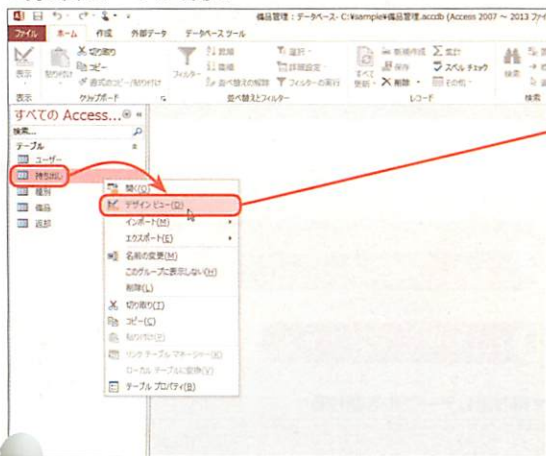 備品管理：データベース- C:¥sample¥備品管理.accdb (Access 2007 ～ 2013 ファイ
ファイル ホーム 作成 外部データ データベース ツール
表示
貼り付け
切り取り
コピー
書式のコピー/貼り付け
フィルター
昇順
降順
並べ替えの解除
選択
詳細設定
フィルターの実行
すべて更新
新規作成
保存
削除
集計
スペル チェック
その他
検索
表示 クリップボード 並べ替えとフィルター レコード 検索
すべての Access...
検索...
テーブル
ユーザー
持ち出し
種別
備品
返却
開く(O)
デザイン ビュー(D)
インポート(M)
エクスポート(E)
名前の変更(M)
このグループに表示しない(H)
削除(L)
切り取り(T)
コピー(C)
貼り付け(P)
リンク テーブル マネージャー(K)
ローカル テーブルに変換(V)
テーブル プロパティ(B)